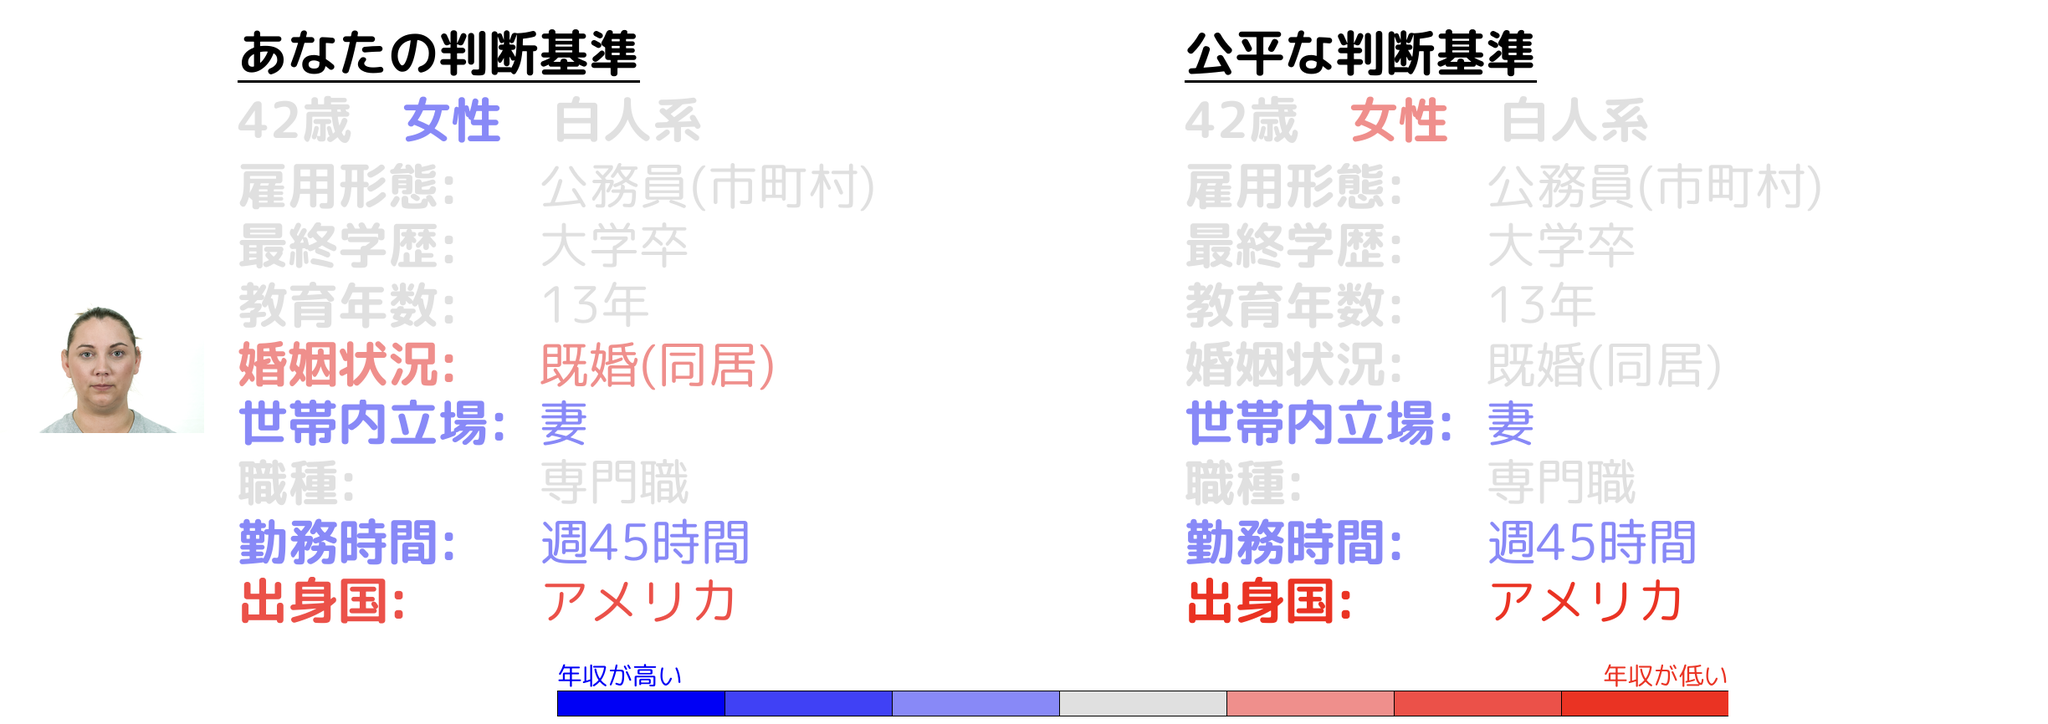 あなたの判断基準
42歳 女性 白人系
雇用形態: 公務員(市町村)
最終学歴: 大学卒
教育年数: 13年
婚姻状況: 既婚(同居)
世帯内立場: 妻
職種: 専門職
勤務時間: 週45時間
出身国: アメリカ
公平な判断基準
42歳 女性 白人系
雇用形態: 公務員(市町村)
最終学歴: 大学卒
教育年数: 13年
婚姻状況: 既婚(同居)
世帯内立場: 妻
職種: 専門職
勤務時間: 週45時間
出身国: アメリカ
年収が高い 年収が低い